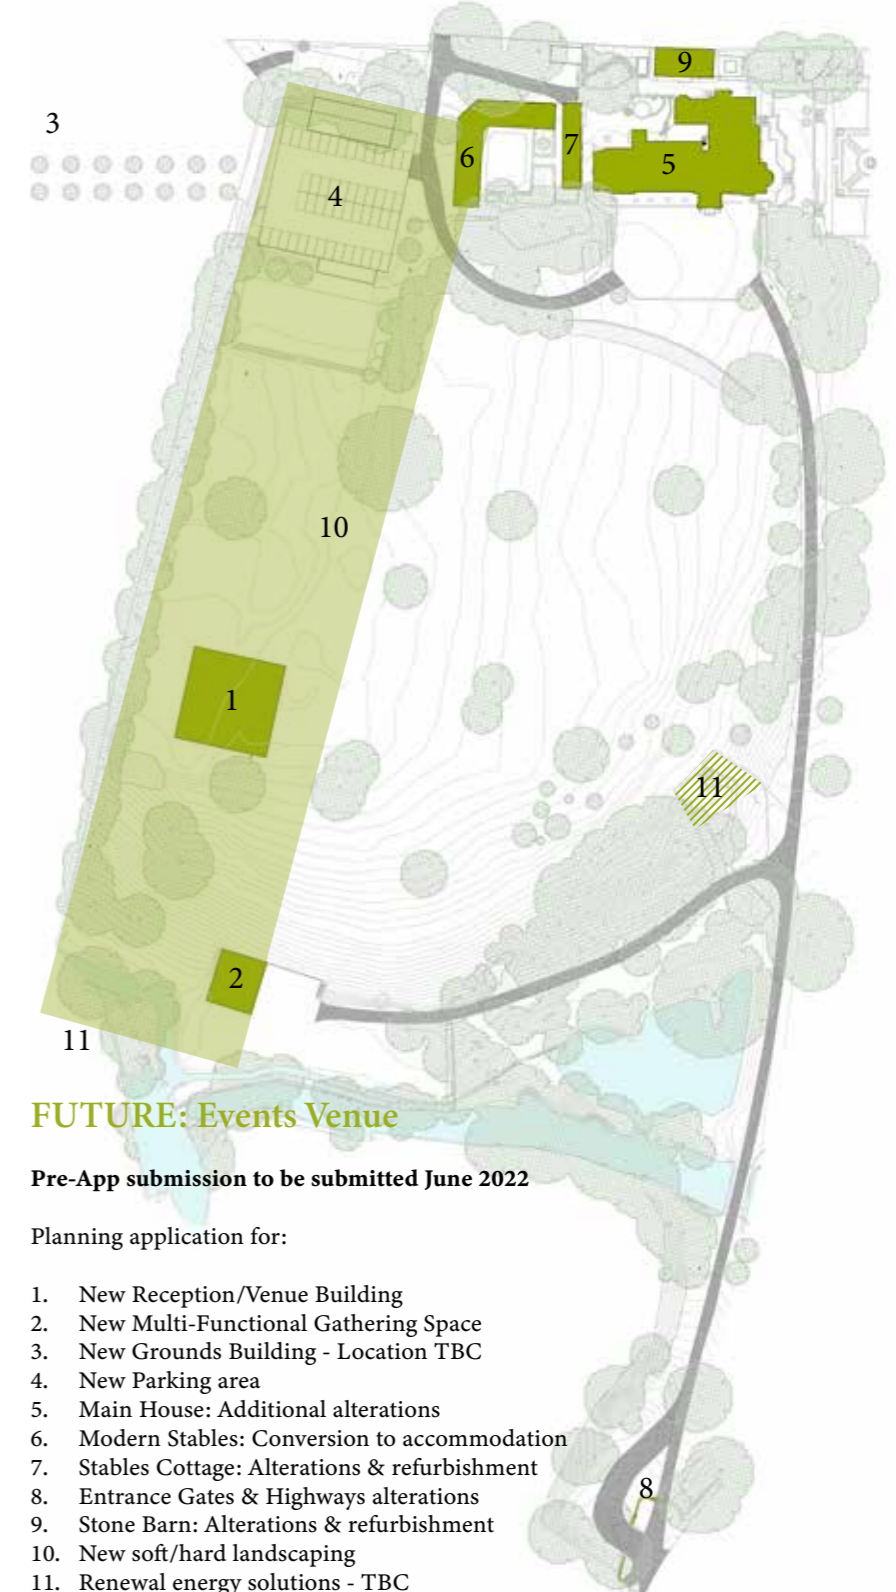 9
3
7
6
5
4
10
1
11
2
11
FUTURE: Events Venue
Pre-App submission to be submitted June 2022
Planning application for:
1. New Reception/Venue Building
2. New Multi-Functional Gathering Space
3. New Grounds Building - Location TBC
4. New Parking area
5. Main House: Additional alterations
6. Modern Stables: Conversion to accommodation
7. Stables Cottage: Alterations & refurbishment
8. Entrance Gates & Highways alterations
8
9. Stone Barn: Alterations & refurbishment
10. New soft/hard landscaping
11. Renewal energy solutions - TBC